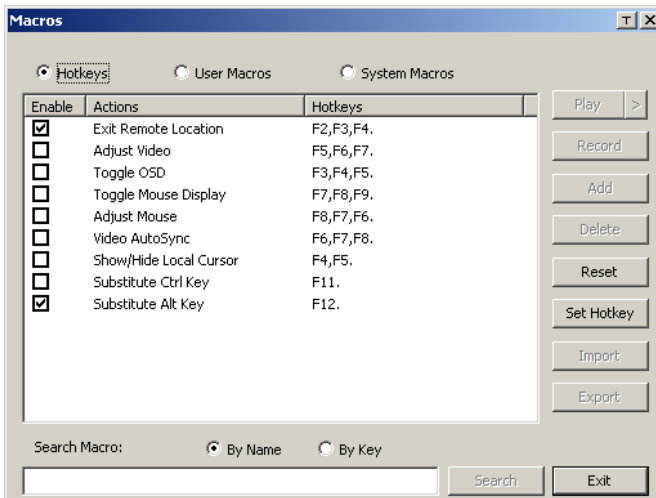 Macros
Hotkeys User Macros System Macros
Enable Actions Hotkeys
Exit Remote Location F2,F3,F4.
Adjust Video F5,F6,F7.
Toggle OSD F3,F4,F5.
Toggle Mouse Display F7,F8,F9.
Adjust Mouse F8,F7,F6.
Video AutoSync F6,F7,F8.
Show/Hide Local Cursor F4,F5.
Substitute Ctrl Key F11.
Substitute Alt Key F12.
Play >
Record
Add
Delete
Reset
Set Hotkey
Import
Export
Search Macro: By Name By Key
Search Exit